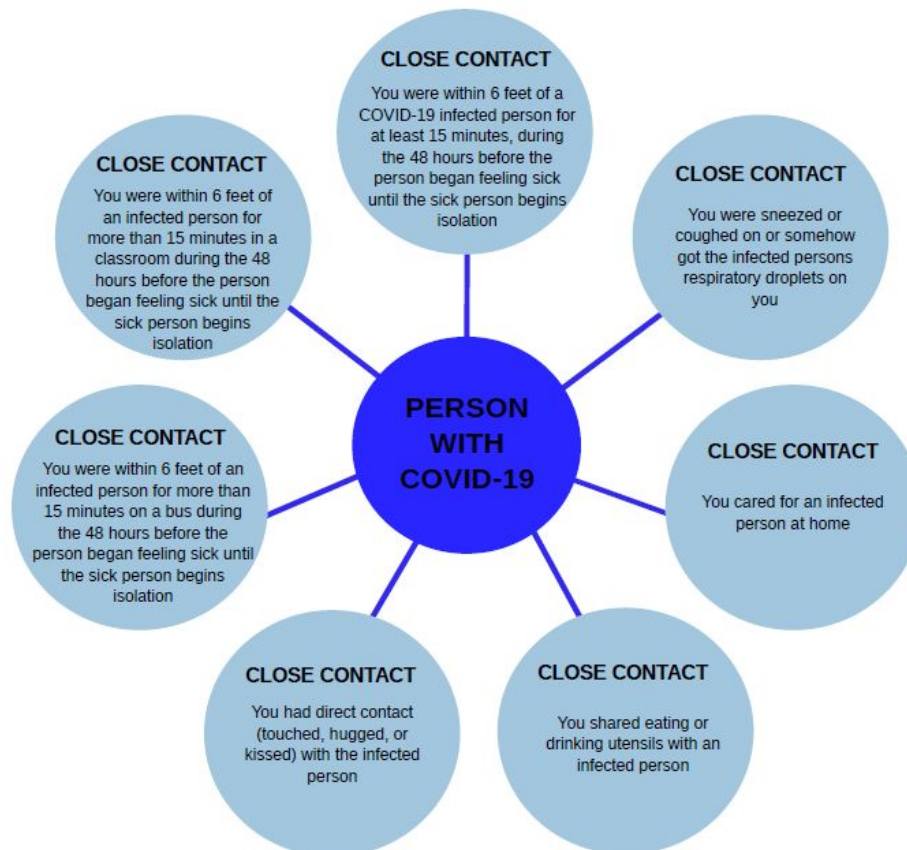 CLOSE CONTACT
You were within 6 feet of a
COVID-19 infected person for
at least 15 minutes, during
the 48 hours before the
person began feeling sick
until the sick person begins
isolation
CLOSE CONTACT
You were sneezed or
coughed on or somehow
got the infected persons
respiratory droplets on
you
CLOSE CONTACT
You cared for an infected
person at home
CLOSE CONTACT
You shared eating or
drinking utensils with an
infected person
CLOSE CONTACT
You had direct contact
(touched, hugged, or
kissed) with the infected
person
CLOSE CONTACT
You were within 6 feet of an
infected person for more than
15 minutes on a bus during
the 48 hours before the
person began feeling sick until
the sick person begins
isolation
CLOSE CONTACT
You were within 6 feet of
an infected person for
more than 15 minutes in a
classroom during the 48
hours before the person
began feeling sick until the
sick person begins
isolation
PERSON
WITH
COVID-19